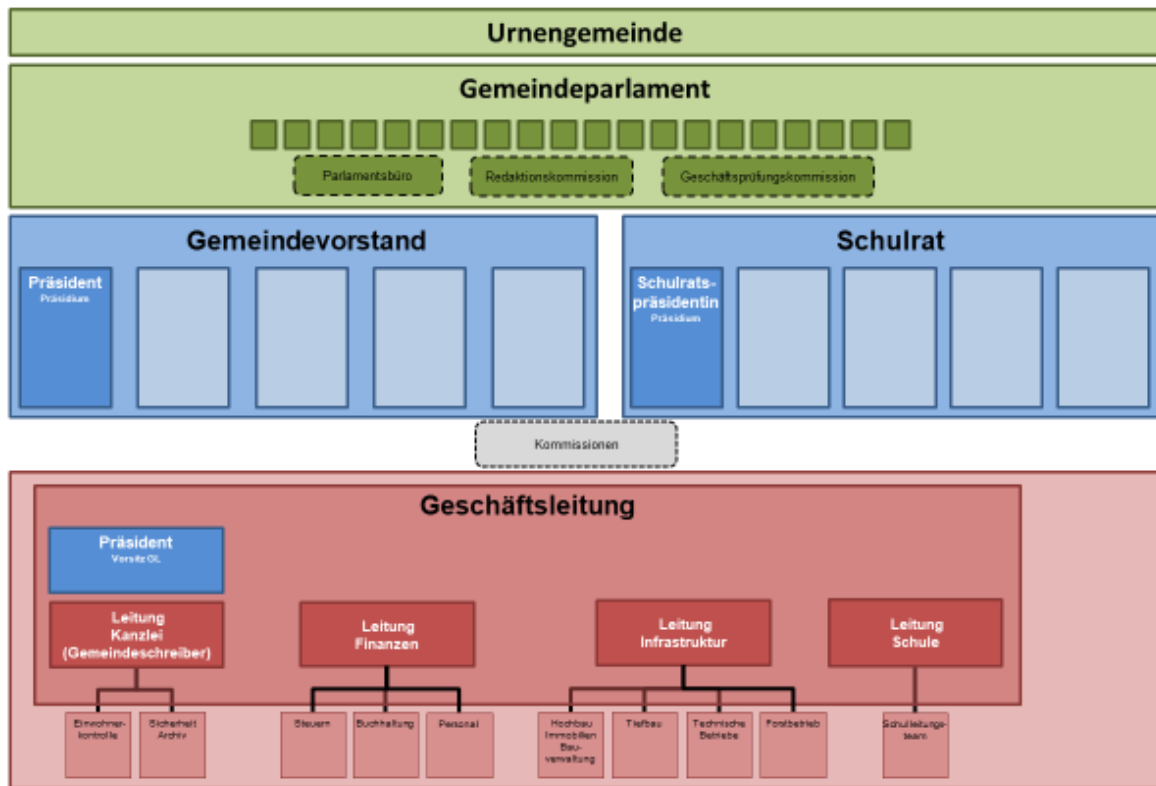 Urnengemeinde
Gemeindeparlament
Parlamentsbüro
Redaktionskommission
Geschäftsprüfungskommission
Gemeindevorstand
Präsident
Präsidium
Schulrat
Schulrats-
präsidentin
Präsidium
Kommissionen
Geschäftsleitung
Präsident
Vorsitz GL
Leitung
Kanzlei
(Gemeindeschreiber)
Leitung
Finanzen
Leitung
Infrastruktur
Leitung
Schule
Einwohner-
kontrolle
Sicherheit
Archiv
Steuern
Buchhaltung
Personal
Hochbau
Immobilien
Bau-
verwaltung
Tiefbau
Technische
Betriebe
Forstbetrieb
Schulleitungs-
team